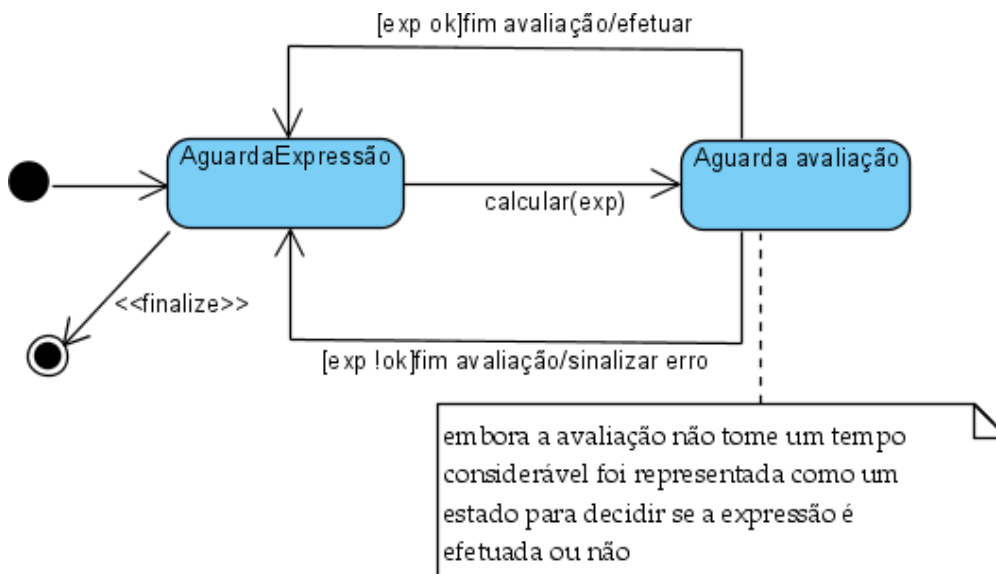 [exp ok]fim avaliação/efetuar
AguardaExpressão
Aguarda avaliação
calcular(exp)
<<finalize>>
[exp !ok]fim avaliação/sinalizar erro
embora a avaliação não tome um tempo
considerável foi representada como um
estado para decidir se a expressão é
efetuada ou não